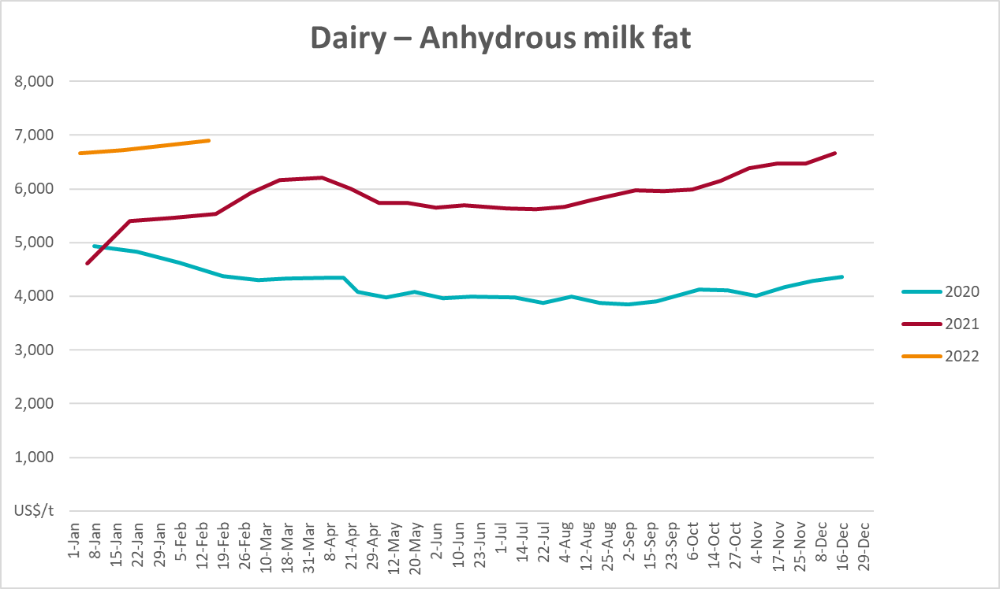 Dairy – Anhydrous milk fat
8,000
7,000
6,000
5,000
4,000
3,000
2,000
1,000
US$/t
1-Jan
8-Jan
15-Jan
22-Jan
29-Jan
5-Feb
12-Feb
19-Feb
26-Feb
10-Mar
18-Mar
31-Mar
8-Apr
21-Apr
29-Apr
12-May
20-May
2-Jun
10-Jun
23-Jun
1-Jul
14-Jul
22-Jul
4-Aug
12-Aug
25-Aug
2-Sep
15-Sep
23-Sep
6-Oct
14-Oct
27-Oct
4-Nov
17-Nov
25-Nov
8-Dec
16-Dec
29-Dec
2020
2021
2022